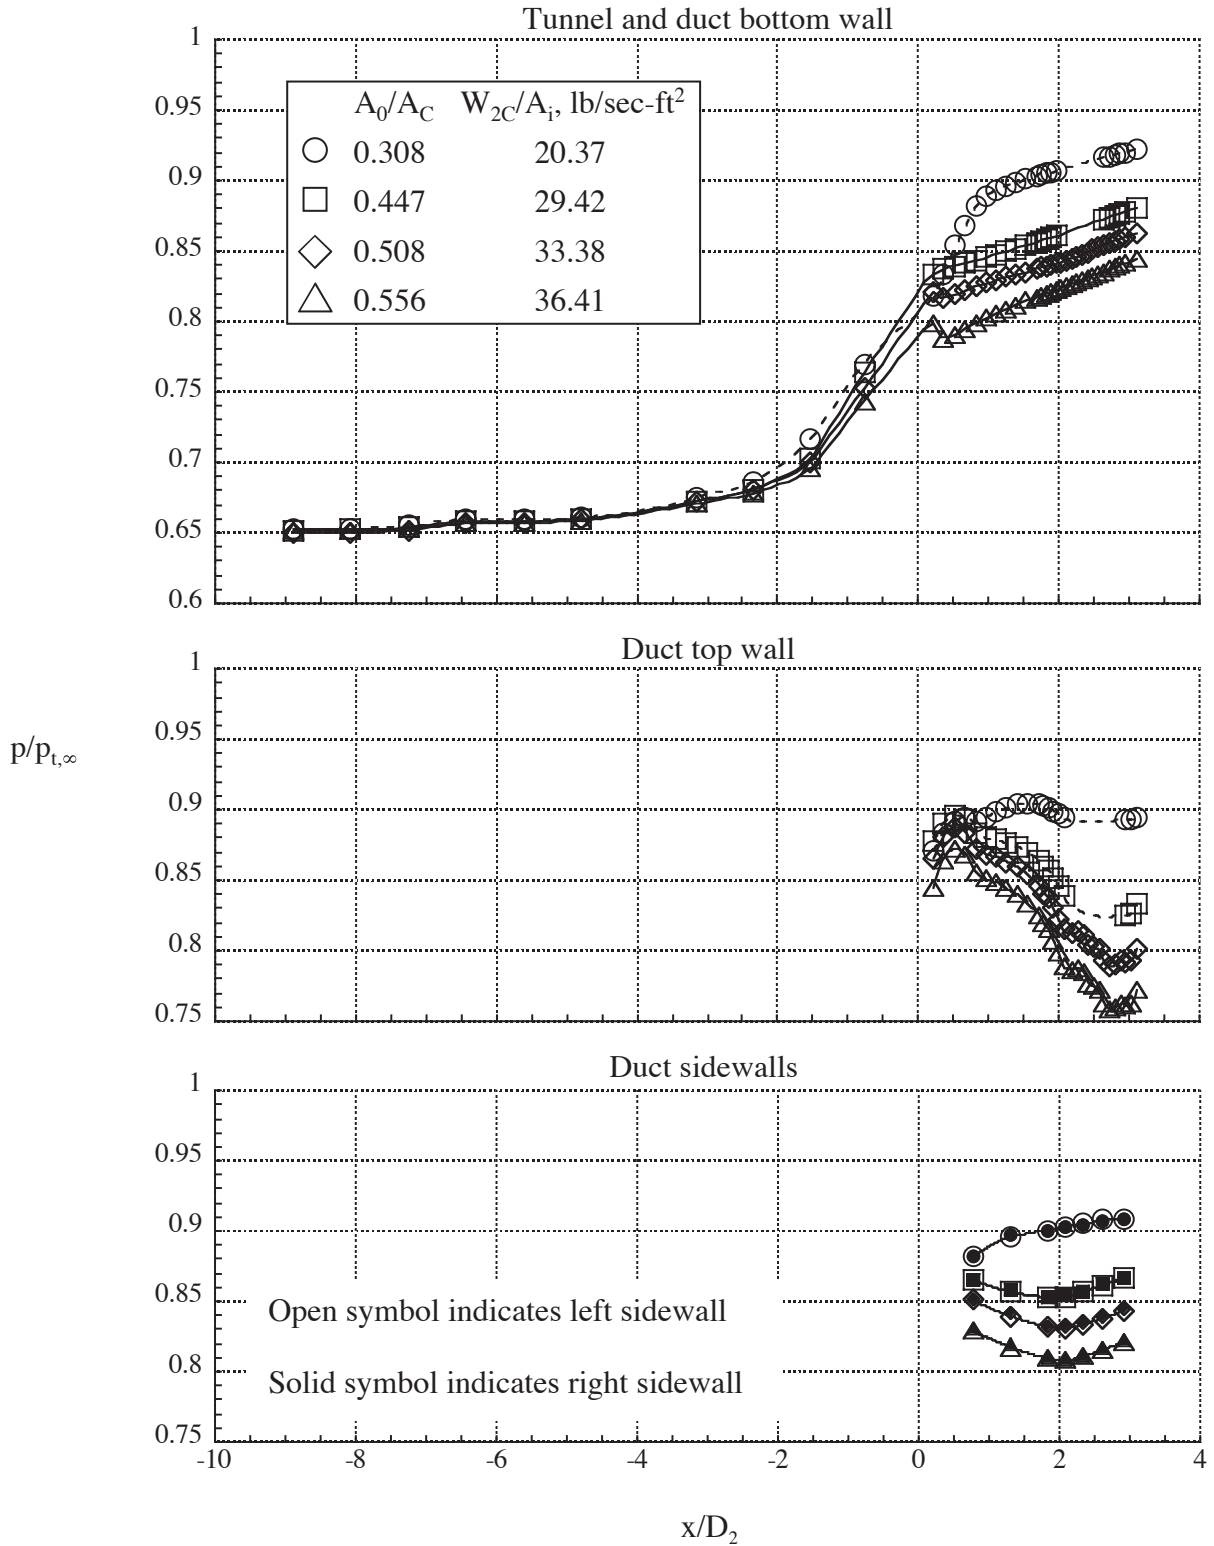 Tunnel and duct bottom wall
1
0.95
0.9
0.85
0.8
0.75
0.7
0.65
0.6
A0/AC W2C/Ai, lb/sec-ft2
0.308 20.37
0.447 29.42
0.508 33.38
0.556 36.41
Duct top wall
1
0.95
0.9
0.85
0.8
0.75
p/pt,∞
Duct sidewalls
1
0.95
0.9
0.85
0.8
0.75
Open symbol indicates left sidewall
Solid symbol indicates right sidewall
-10 -8 -6 -4 -2 0 2 4
x/D2